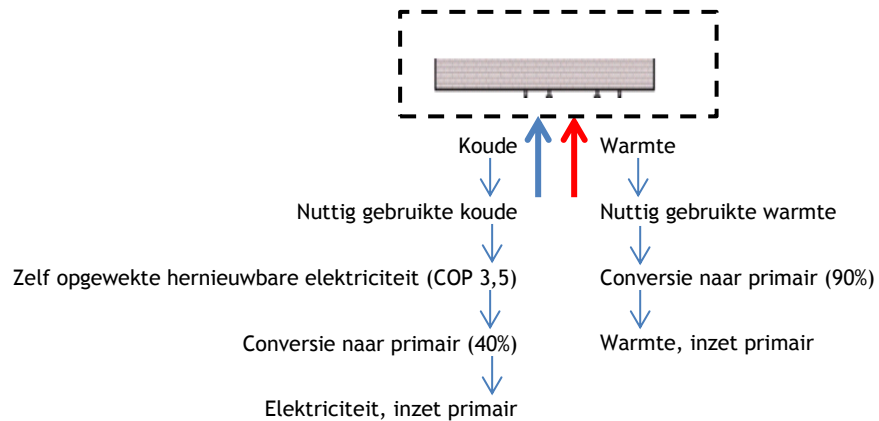 Koude
Warmte
Nuttig gebruikte koude
Nuttig gebruikte warmte
Zelf opgewekte hernieuwbare elektriciteit (COP 3,5)
Conversie naar primair (90%)
Conversie naar primair (40%)
Warmte, inzet primair
Elektriciteit, inzet primair